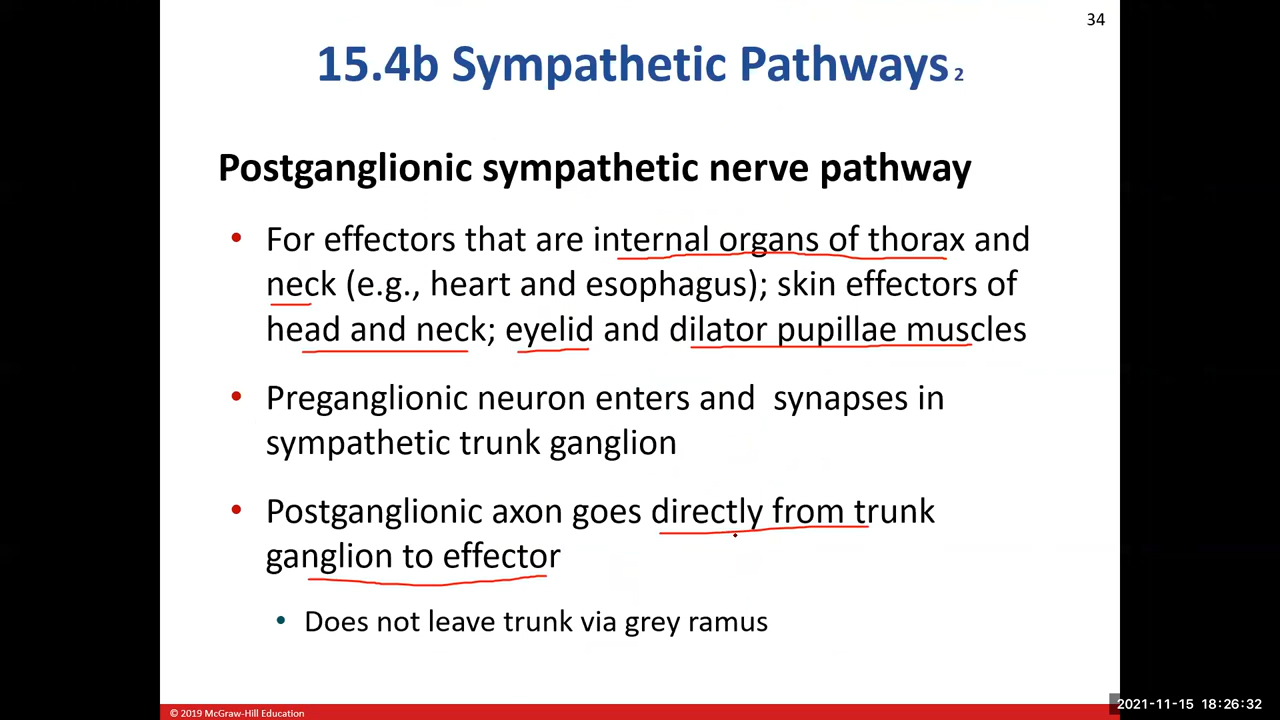 34
15.4b Sympathetic Pathways 2
Postganglionic sympathetic nerve pathway
• For effectors that are internal organs of thorax and
neck (e.g., heart and esophagus); skin effectors of
head and neck; eyelid and dilator pupillae muscles
• Preganglionic neuron enters and  synapses in
sympathetic trunk ganglion
• Postganglionic axon goes directly from trunk
ganglion to effector
• Does not leave trunk via grey ramus
© 2019 McGraw-Hill Education
2021-11-15 18:26:32